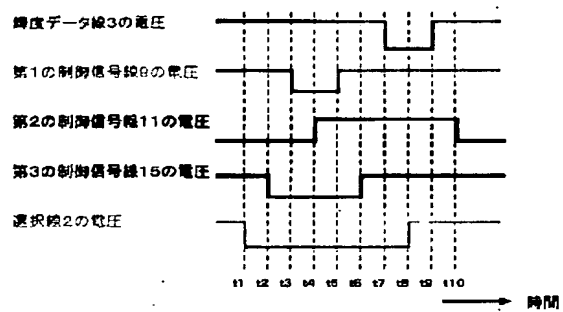 輝度データ線3の電圧
第1の制御信号線9の電圧
第2の制御信号線11の電圧
第3の制御信号線15の電圧
選択線2の電圧
t1 t2 t3 t4 t5 t6 t7 t8 t9 t10
時間